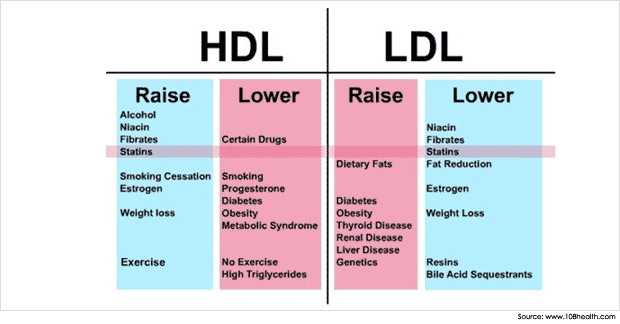 HDL LDL
Raise Lower Raise Lower
Alcohol
Niacin Niacin
Fibrates Certain Drugs Fibrates
Statins Statins
Dietary Fats Fat Reduction
Smoking Cessation Smoking
Estrogen Progesterone Estrogen
Diabetes Diabetes
Weight loss Obesity Obesity Weight Loss
Metabolic Syndrome Thyroid Disease
Renal Disease
Liver Disease
Exercise No Exercise Genetics Resins
High Triglycerides Bile Acid Sequestrants
Source: www.108health.com